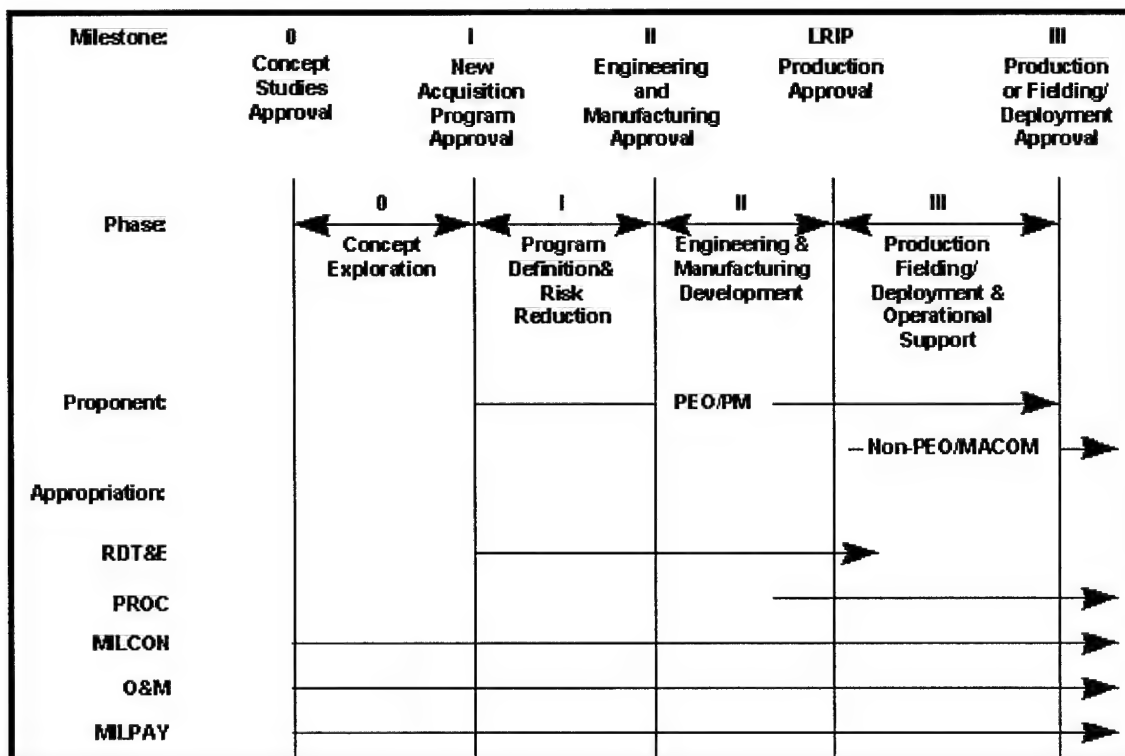 Milestone:
0
Concept
Studies
Approval
I
New
Acquisition
Program
Approval
II
Engineering
and
Manufacturing
Approval
LRIP
Production
Approval
III
Production
or Fielding/
Deployment
Approval
Phase:
0
Concept
Exploration
I
Program
Definition&
Risk
Reduction
II
Engineering &
Manufacturing
Development
III
Production
Fielding/
Deployment &
Operational
Support
Proponent:
PEO/PM
Non-PEO/MACOM
Appropriation:
RDT&E
PROC
MILCON
O&M
MILPAY